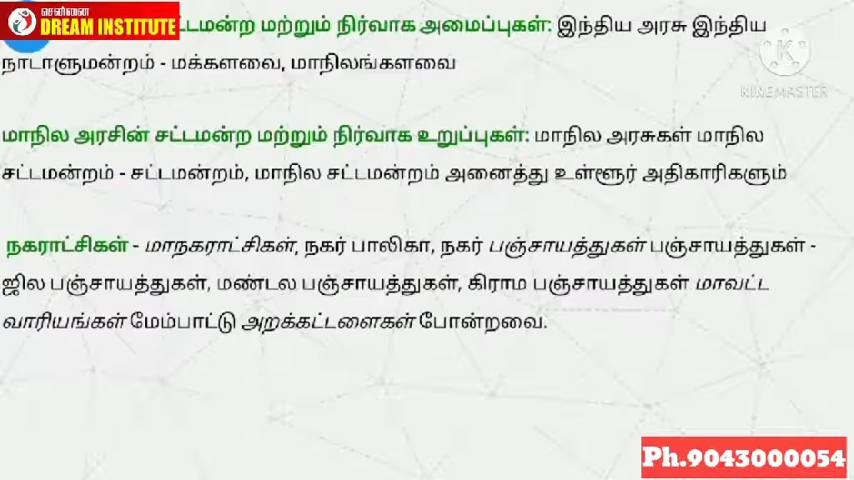 சென்னை
DREAM INSTITUTE
சட்டமன்ற மற்றும் நிர்வாக அமைப்புகள்: இந்திய அரசு இந்திய
நாடாளுமன்றம் - மக்களவை, மாநிலங்களவை
KINEMASTER
மாநில அரசின் சட்டமன்ற மற்றும் நிர்வாக உறுப்புகள்: மாநில அரசுகள் மாநில
சட்டமன்றம் - சட்டமன்றம், மாநில சட்டமன்றம் அனைத்து உள்ளூர் அதிகாரிகளும்
நகராட்சிகள் - மாநகராட்சிகள், நகர் பாலிகா, நகர் பஞ்சாயத்துகள் பஞ்சாயத்துகள் -
ஜில பஞ்சாயத்துகள், மண்டல பஞ்சாயத்துகள், கிராம பஞ்சாயத்துகள் மாவட்ட
வாரியங்கள் மேம்பாட்டு அறக்கட்டளைகள் போன்றவை.
Ph.9043000054